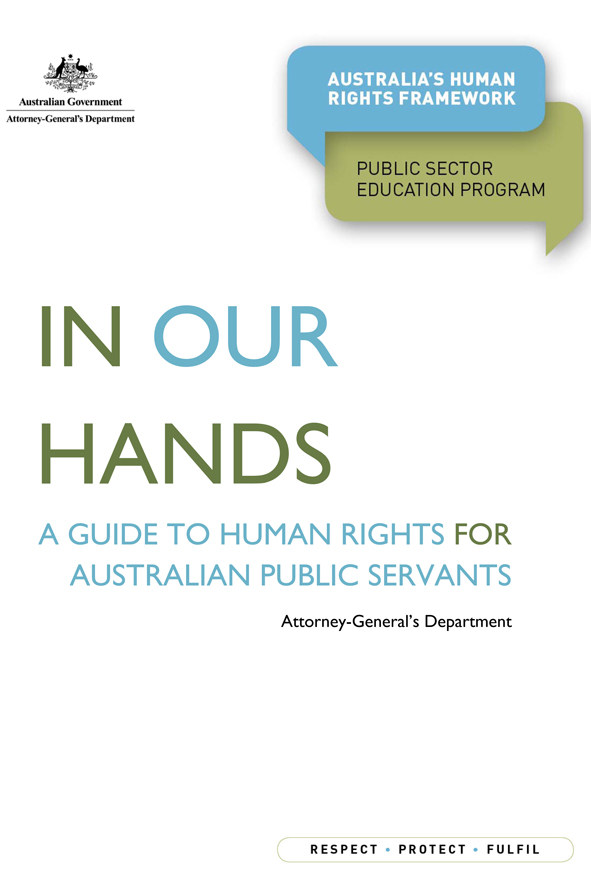 Australian Government
Attorney-General's Department
AUSTRALIA'S HUMAN
RIGHTS FRAMEWORK
PUBLIC SECTOR
EDUCATION PROGRAM
IN OUR
HANDS
A GUIDE TO HUMAN RIGHTS FOR
AUSTRALIAN PUBLIC SERVANTS
Attorney-General's Department
RESPECT • PROTECT • FULFIL